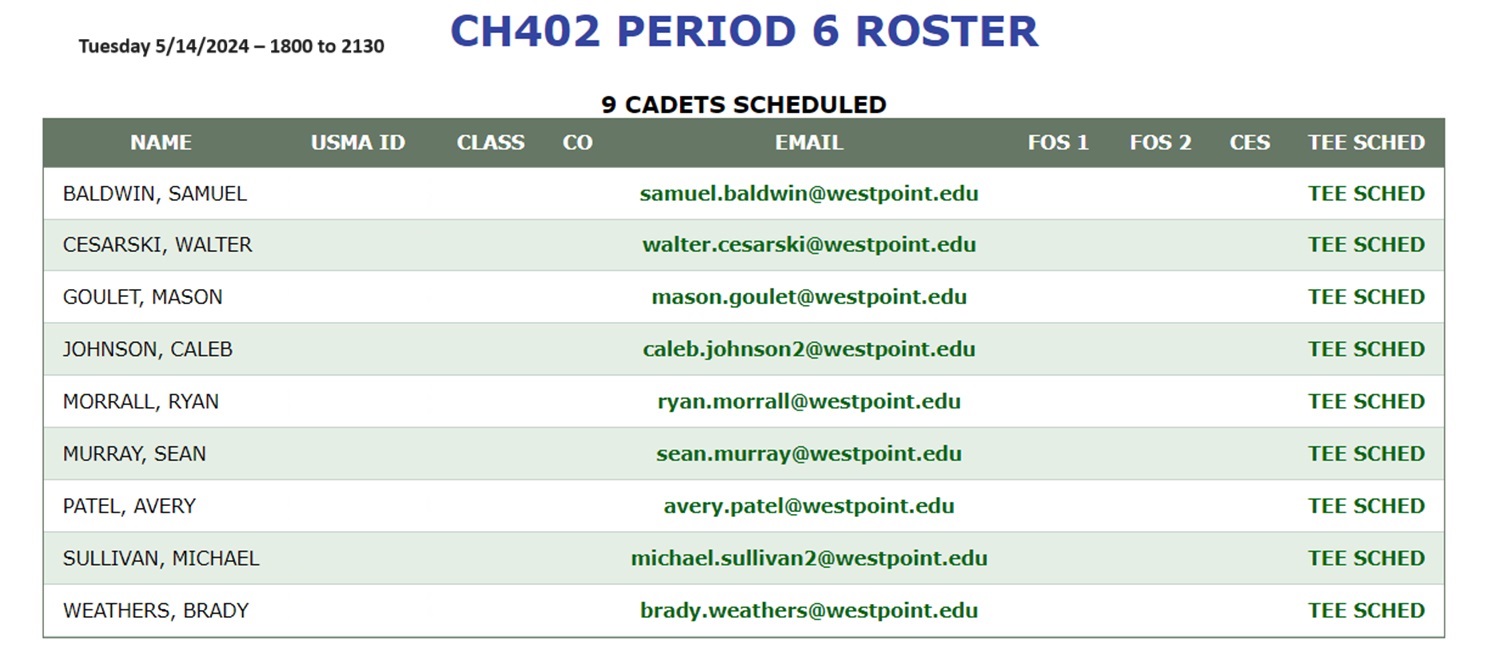 CH402 PERIOD 6 ROSTER
Tuesday 5/14/2024 – 1800 to 2130
9 CADETS SCHEDULED
NAME USMA ID CLASS CO EMAIL FOS 1 FOS 2 CES TEE SCHED
BALDWIN, SAMUEL samuel.baldwin@westpoint.edu TEE SCHED
CESARSKI, WALTER walter.cesarski@westpoint.edu TEE SCHED
GOULET, MASON mason.goulet@westpoint.edu TEE SCHED
JOHNSON, CALEB caleb.johnson2@westpoint.edu TEE SCHED
MORRALL, RYAN ryan.morrall@westpoint.edu TEE SCHED
MURRAY, SEAN sean.murray@westpoint.edu TEE SCHED
PATEL, AVERY avery.patel@westpoint.edu TEE SCHED
SULLIVAN, MICHAEL michael.sullivan2@westpoint.edu TEE SCHED
WEATHERS, BRADY brady.weathers@westpoint.edu TEE SCHED